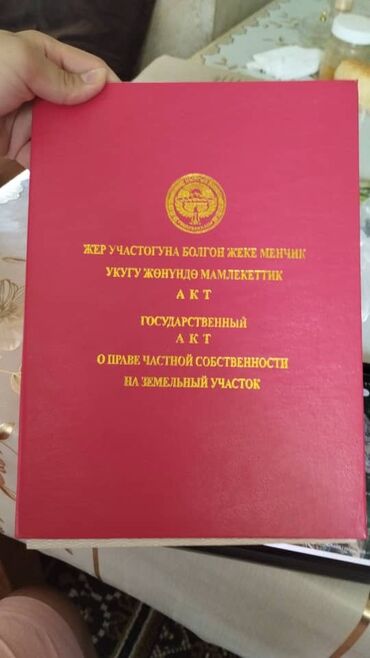 ЖЕР УЧАСТОГУНА БОЛГОН ЖЕКЕ МЕНЧИК
УКУГУ ЖӨНҮНДӨ МАМЛЕКЕТТИК
АКТ
ГОСУДАРСТВЕННЫЙ
АКТ
О ПРАВЕ ЧАСТНОЙ СОБСТВЕННОСТИ
НА ЗЕМЕЛЬНЫЙ УЧАСТОК